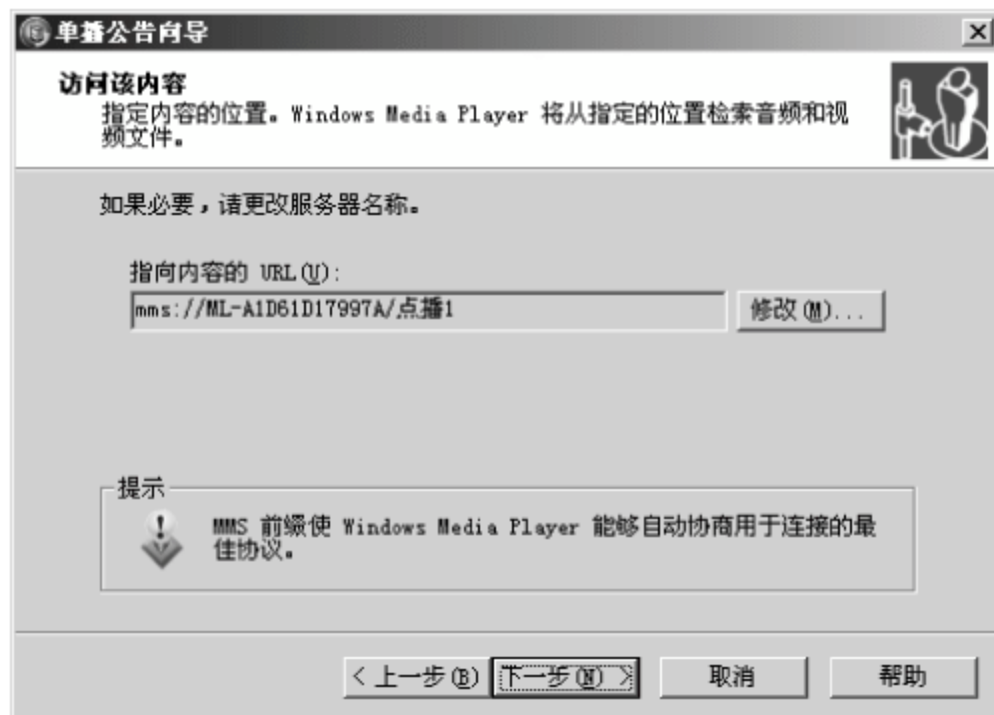 单播公告向导
访问该内容
指定内容的位置。Windows Media Player 将从指定的位置检索音频和视
频文件。
如果必要，请更改服务器名称。
指向内容的 URL(U):
mms://ML-A1D61D17997A/点播1
修改(M)...
提示
MMS 前缀使 Windows Media Player 能够自动协商用于连接的最
佳协议。
< 上一步(B) 下一步(N) > 取消 帮助